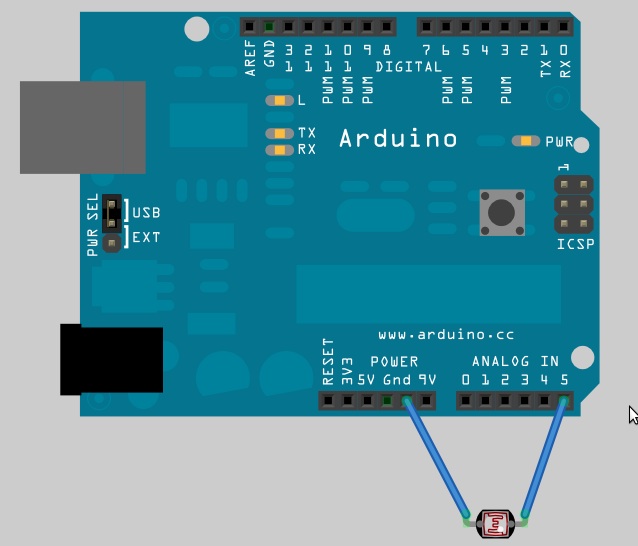 AREF GND 13 12 11 10 9 8 7 6 5 4 3 2 1 0
DIGITAL
PWM PWM PWM PWM PWM PWM TX RX
L
TX
RX
Arduino
PWR
1
PWR SEL
USB
EXT
ICSP
www.arduino.cc
POWER
ANALOG IN
RESET 3V3 5V Gnd 9V 0 1 2 3 4 5